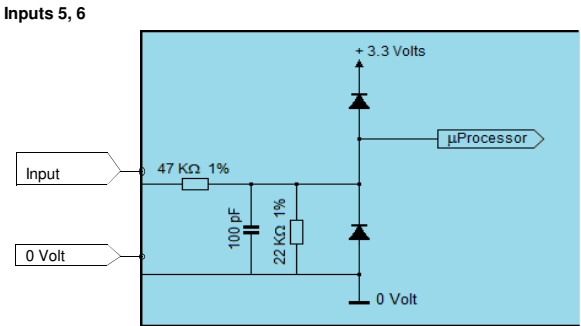 Inputs 5, 6
+ 3.3 Volts
µProcessor
47 KΩ 1%
Input
100 pF
22 KΩ 1%
0 Volt
0 Volt